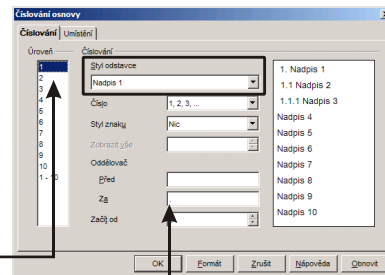 Číslování osnovy
Číslování Umístění
Úroveň
1
2
3
4
5
6
7
8
9
10
1 - 10
Číslování
Styl odstavce
Nadpis 1
Číslo 1, 2, 3, ...
Styl znaku Nic
Zobrazit vše
Oddělovač
Před
Za .
Začít od
1. Nadpis 1
1.1 Nadpis 2
1.1.1 Nadpis 3
Nadpis 4
Nadpis 5
Nadpis 6
Nadpis 7
Nadpis 8
Nadpis 9
Nadpis 10
OK Formát Zrušit Nápověda Obnovit